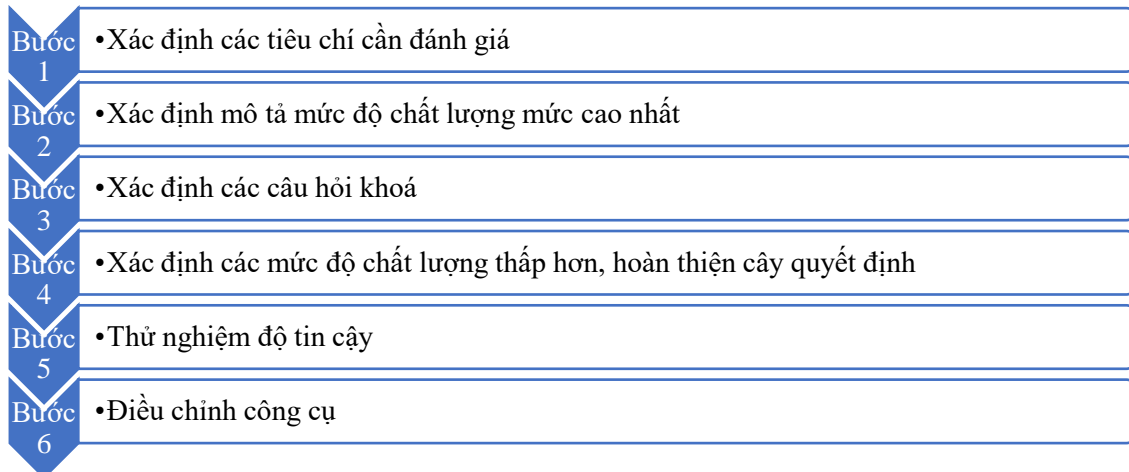 Bước
1
•Xác định các tiêu chí cần đánh giá
Bước
2
•Xác định mô tả mức độ chất lượng mức cao nhất
Bước
3
•Xác định các câu hỏi khoá
Bước
4
•Xác định các mức độ chất lượng thấp hơn, hoàn thiện cây quyết định
Bước
5
•Thử nghiệm độ tin cậy
Bước
6
•Điều chỉnh công cụ